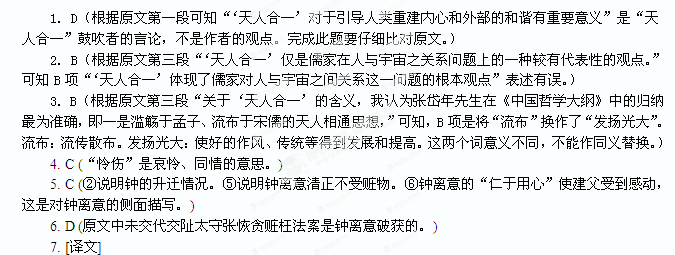 1. D(根据原文第一段可知“‘天人合一’对于引导人类重建内心和外部的和谐有重要意义”是“天
人合一”鼓吹者的言论,不是作者的观点。完成此题要仔细比对原文。)
2. B(根据原文第三段“‘天人合一’仅是儒家在人与宇宙之关系问题上的一种较有代表性的观点。”
可知B项“‘天人合一’体现了儒家对人与宇宙之间关系这一问题的根本观点”表述有误。)
3. B(根据原文第三段“关于‘天人合一’的含义,我认为张岱年先生在《中国哲学大纲》中的归纳
最为准确,即一是滥觞于孟子、流布于宋儒的天人相通思想,”可知,B项是将“流布”换作了“发扬光大”。
流布:流传散布。发扬光大:使好的作风、传统等得到发展和提高。这两个词意义不同,不能作同义替换。)
4. C (“怜伤”是哀怜、同情的意思。)
5. C(②说明钟的升迁情况。⑤说明钟离意清正不受赃物。⑥钟离意的“仁于用心”使建父受到感动,
这是对钟离意的侧面描写。)
6. D(原文中未交代交阯太守张恢贪赃枉法案是钟离意破获的。)
7. [译文]